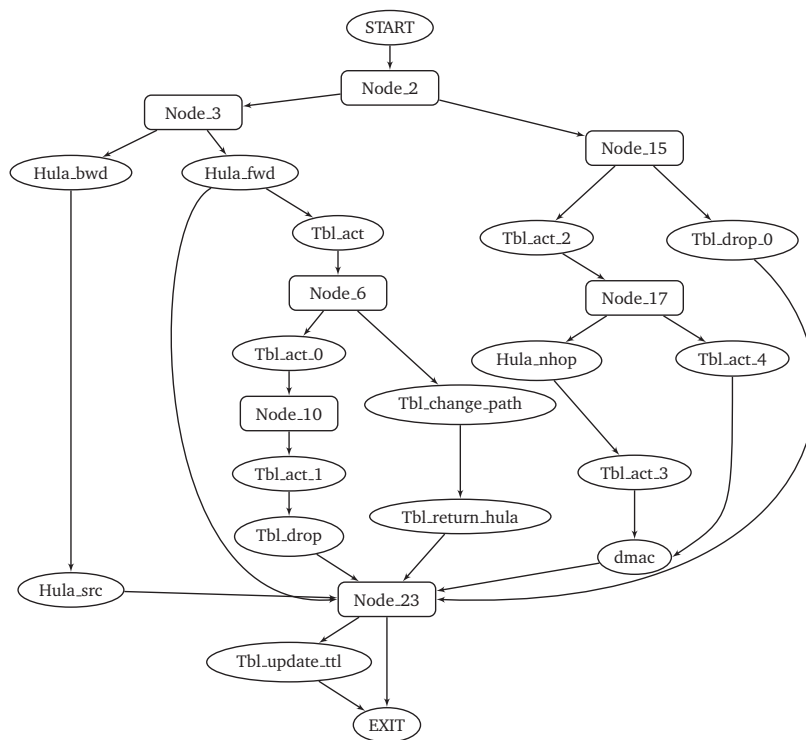 START
Node_2
Node_3
Node_15
Hula_bwd
Hula_fwd
Tbl_act
Tbl_act_2
Tbl_drop_0
Node_6
Node_17
Tbl_act_0
Hula_nhop
Tbl_act_4
Tbl_change_path
Node_10
Tbl_act_1
Tbl_act_3
Tbl_return_hula
Tbl_drop
dmac
Hula_src
Node_23
Tbl_update_ttl
EXIT